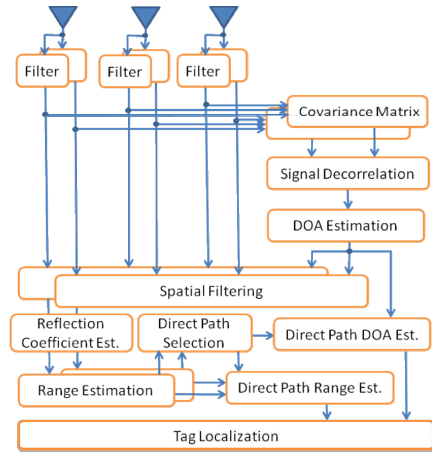 Filter
Filter
Filter
Covariance Matrix
Signal Decorrelation
DOA Estimation
Spatial Filtering
Reflection
Coefficient Est.
Direct Path
Selection
Direct Path DOA Est.
Range Estimation
Direct Path Range Est.
Tag Localization